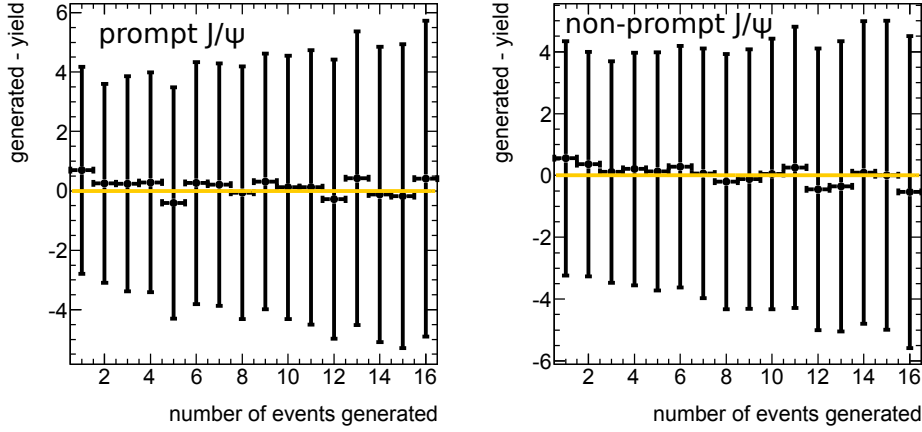 prompt J/ψ
generated - yield
6
4
2
0
-2
-4
2 4 6 8 10 12 14 16
number of events generated
non-prompt J/ψ
generated - yield
4
2
0
-2
-4
-6
2 4 6 8 10 12 14 16
number of events generated